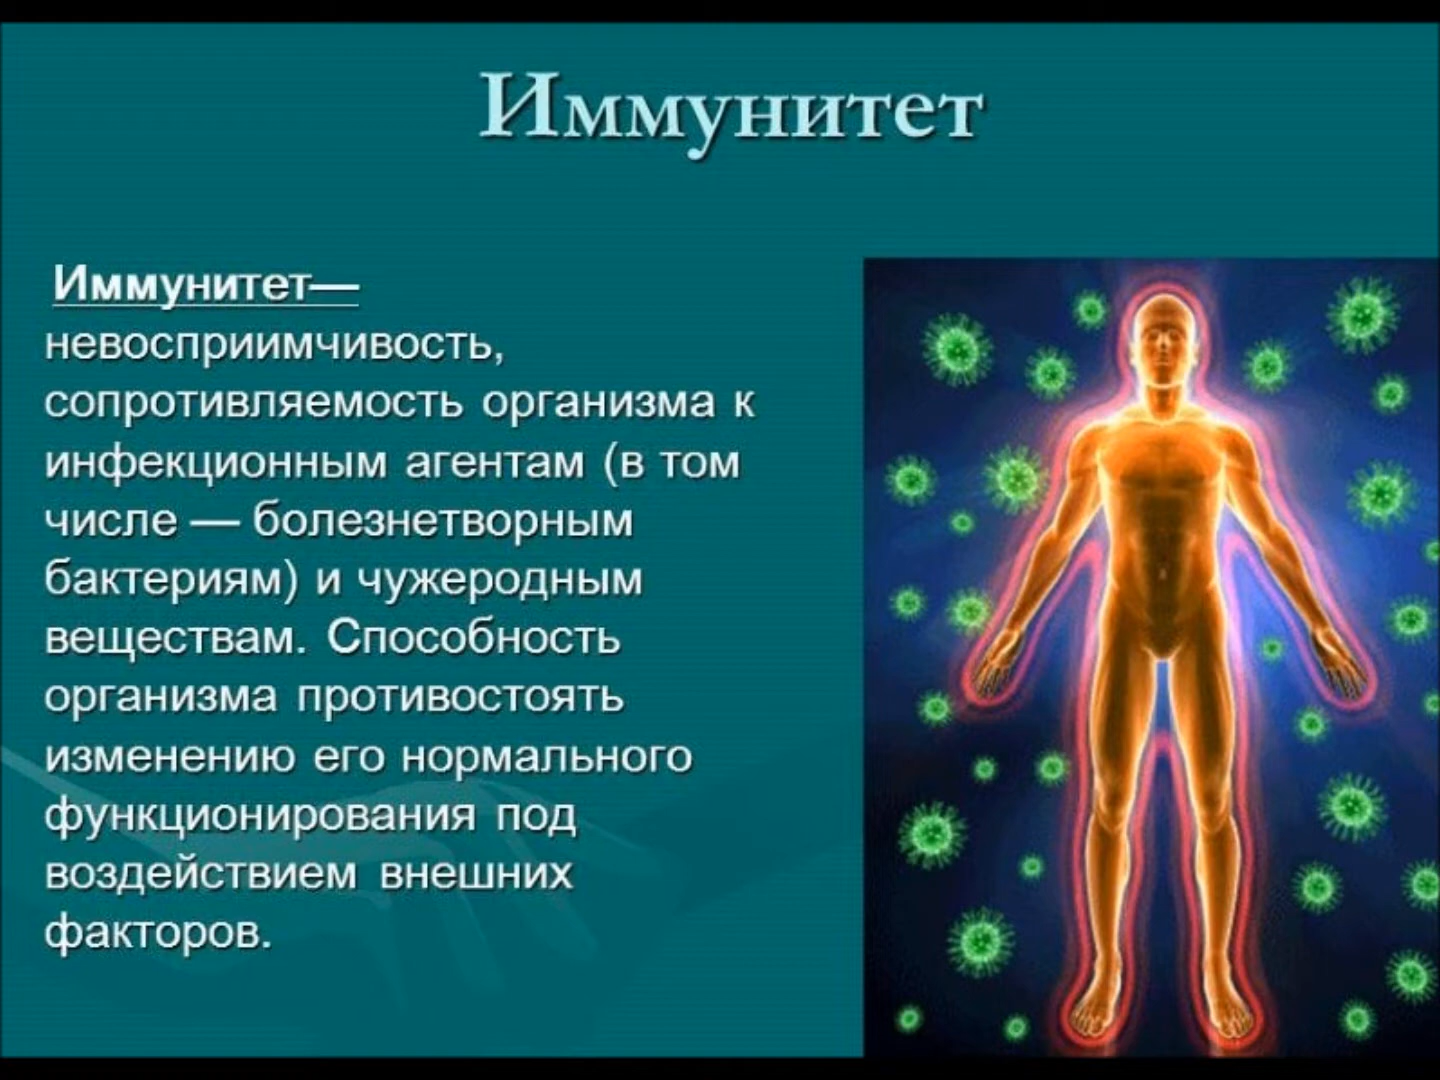 Иммунитет
Иммунитет—
невосприимчивость,
сопротивляемость организма к
инфекционным агентам (в том
числе — болезнетворным
бактериям) и чужеродным
веществам. Способность
организма противостоять
изменению его нормального
функционирования под
воздействием внешних
факторов.